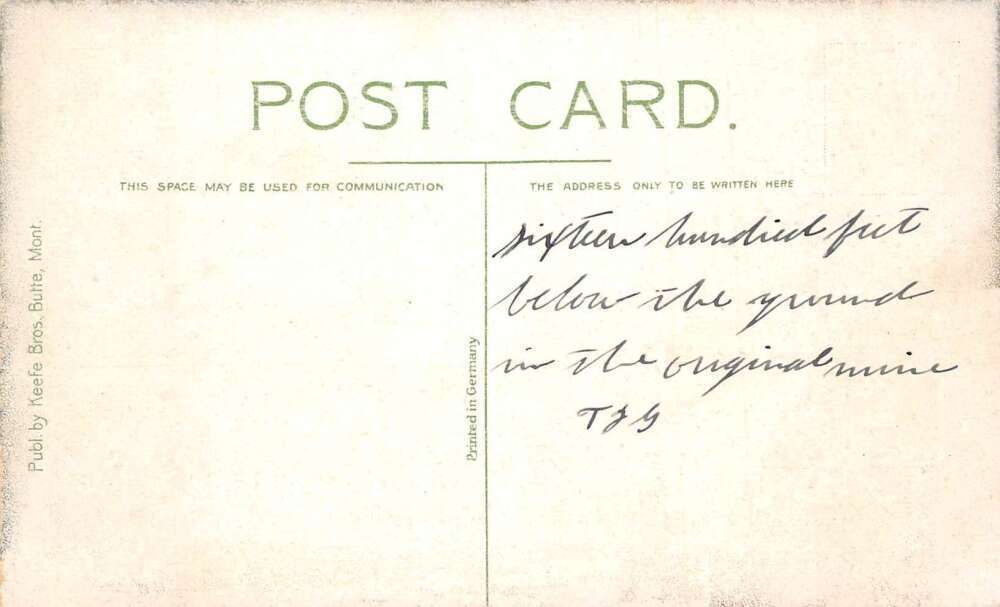 POST CARD.
THIS SPACE MAY BE USED FOR COMMUNICATION
THE ADDRESS ONLY TO BE WRITTEN HERE
Publ. by Keefe Bros. Butte, Mont.
Printed in Germany
sixteen hundred feet
below the ground
in the original mine
TJG